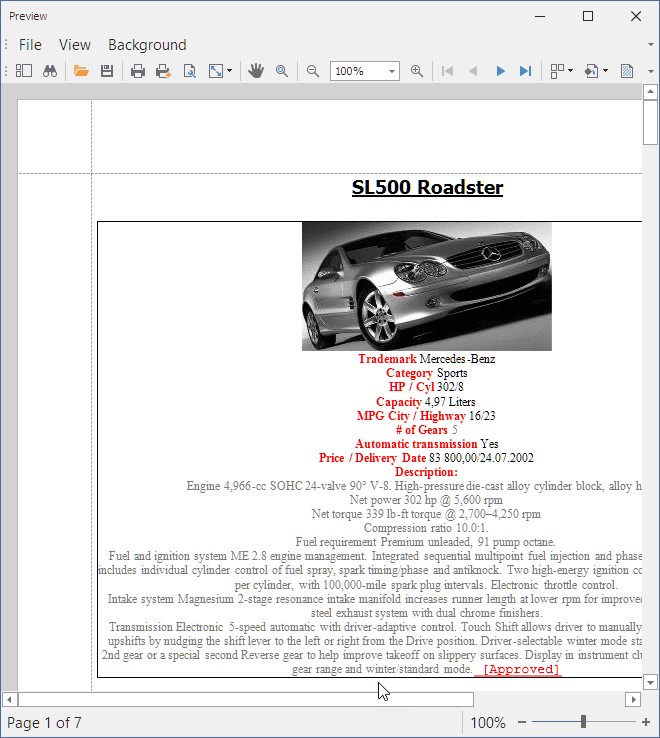 Preview
File View Background
100%
SL500 Roadster
Trademark Mercedes-Benz
Category Sports
HP / Cyl 302/8
Capacity 4,97 Liters
MPG City / Highway 16/23
# of Gears 5
Automatic transmission Yes
Price / Delivery Date 83 800,00/24.07.2002
Description:
Engine 4,966-cc SOHC 24-valve 90° V-8. High-pressure die-cast alloy cylinder block, alloy h
Net power 302 hp @ 5,600 rpm
Net torque 339 lb-ft torque @ 2,700–4,250 rpm
Compression ratio 10.0:1.
Fuel requirement Premium unleaded, 91 pump octane.
Fuel and ignition system ME 2.8 engine management. Integrated sequential multipoint fuel injection and phase
includes individual cylinder control of fuel spray, spark timing/phase and antiknock. Two high-energy ignition co
per cylinder, with 100,000-mile spark plug intervals. Electronic throttle control.
Intake system Magnesium 2-stage resonance intake manifold increases runner length at lower rpm for improve
steel exhaust system with dual chrome finishers.
Transmission Electronic 5-speed automatic with driver-adaptive control. Touch Shift allows driver to manually
upshifts by nudging the shift lever to the left or right from the Drive position. Driver-selectable winter mode sta
2nd gear or a special second Reverse gear to help improve takeoff on slippery surfaces. Display in instrument clu
gear range and winter/standard mode. [Approved]
Page 1 of 7 100%